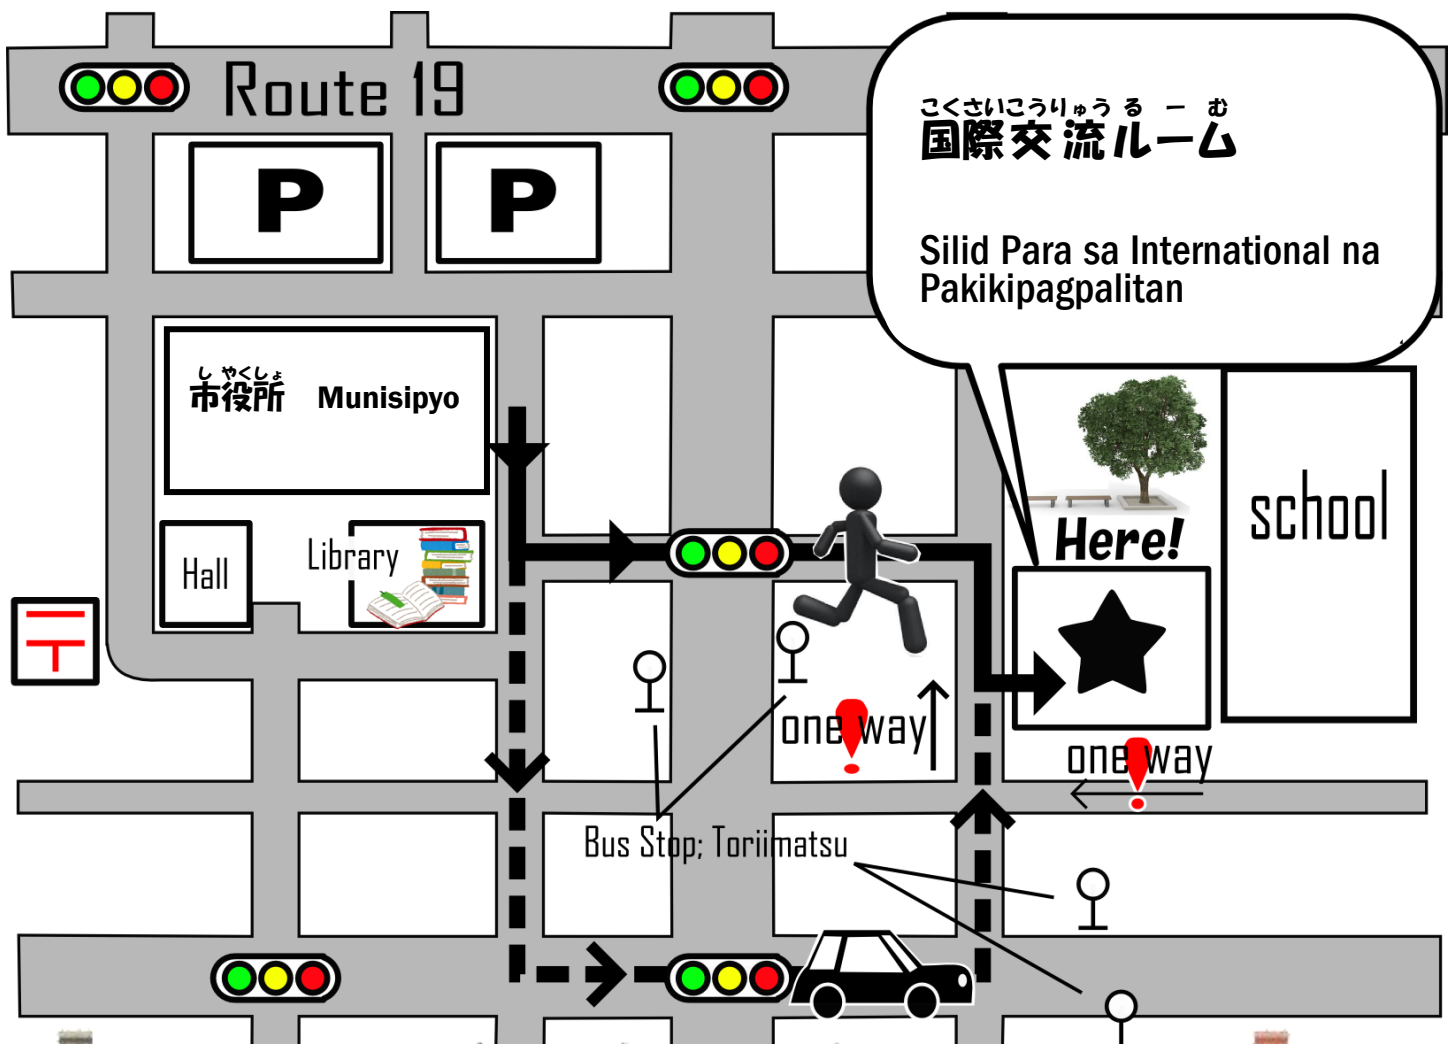 Route 19
P
P
こくさいこうりゅうるーむ
国際交流ルーム
Silid Para sa International na
Pakikipagpalitan
しやくしょ
市役所 Munisipyo
Hall
Library
Here!
school
〒
one way
one way
Bus Stop; Toriimatsu